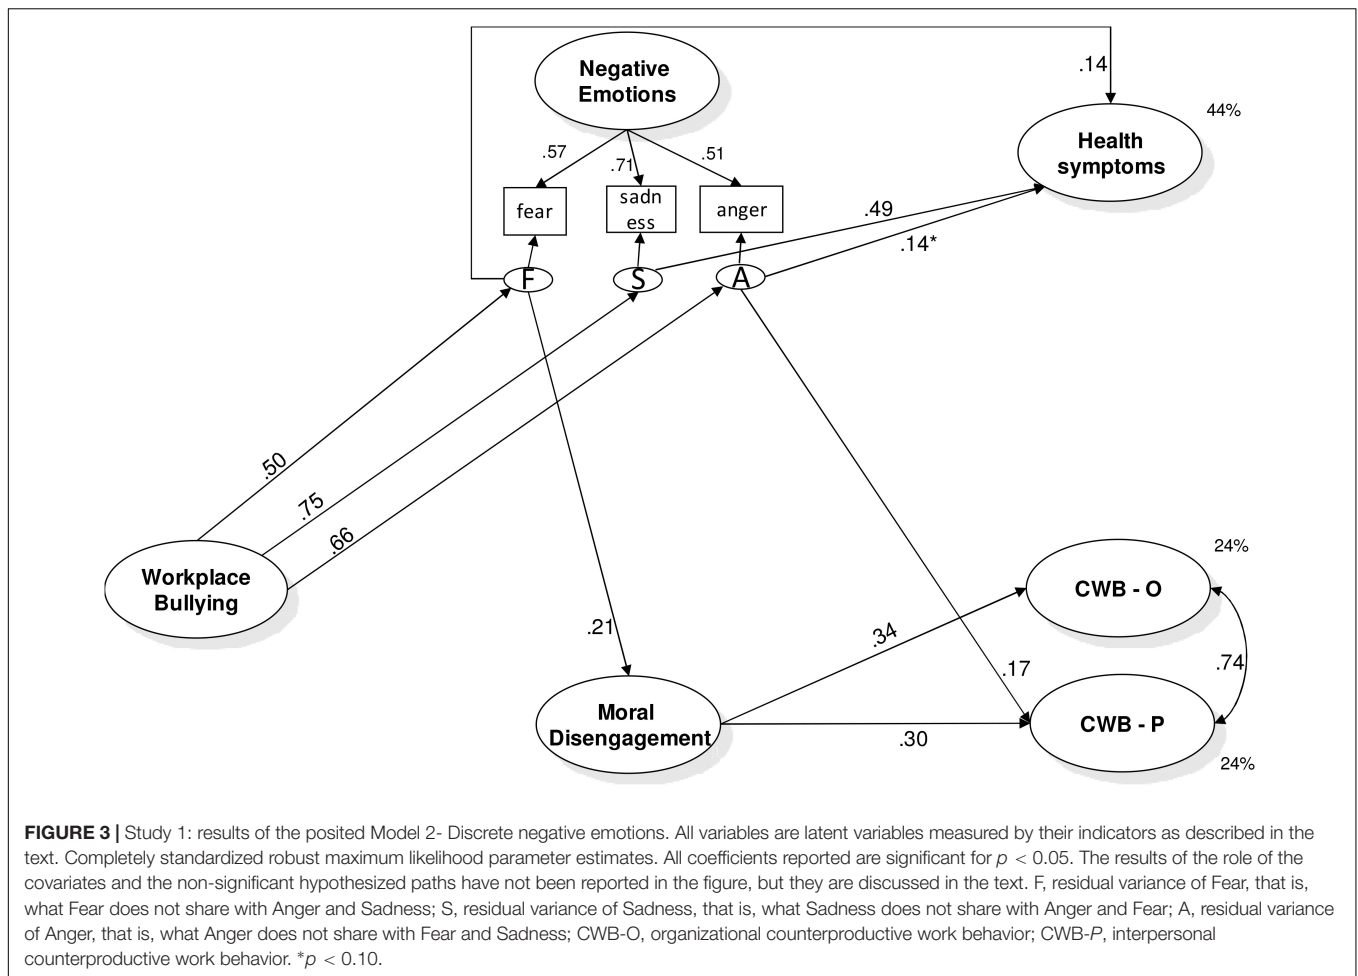 Negative
Emotions
.14
44%
Health
symptoms
.57
.71
.51
fear
sadn
ess
anger
.49
.14*
F
S
A
.50
.75
.66
Workplace
Bullying
24%
CWB - O
.21
.34
.17
.74
Moral
Disengagement
CWB - P
.30
24%
FIGURE 3 | Study 1: results of the posited Model 2- Discrete negative emotions. All variables are latent variables measured by their indicators as described in the
text. Completely standardized robust maximum likelihood parameter estimates. All coefficients reported are significant for p < 0.05. The results of the role of the
covariates and the non-significant hypothesized paths have not been reported in the figure, but they are discussed in the text. F, residual variance of Fear, that is,
what Fear does not share with Anger and Sadness; S, residual variance of Sadness, that is, what Sadness does not share with Anger and Fear; A, residual variance
of Anger, that is, what Anger does not share with Fear and Sadness; CWB-O, organizational counterproductive work behavior; CWB-P, interpersonal
counterproductive work behavior. *p < 0.10.